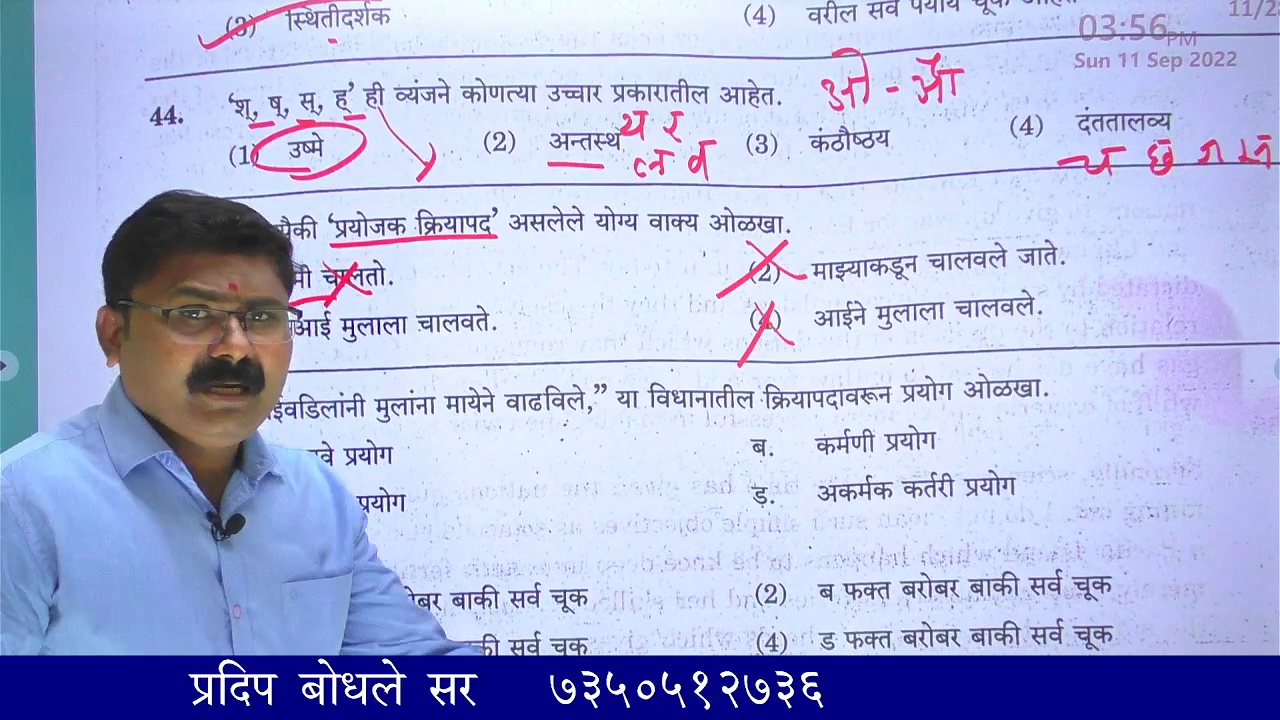 (3) स्थितीदर्शक (4) वरील सर्व पर्याय चूक आहेत
11/2
03:56 PM
Sun 11 Sep 2022
44. 'श्, ष्, स्, ह्' ही व्यंजने कोणत्या उच्चार प्रकारातील आहेत. ओ - औ
(1) उष्मे (2) अन्तस्थ य र ल व (3) कंठौष्ठय (4) दंततालव्य
च छ ज झ
पैकी 'प्रयोजक क्रियापद' असलेले योग्य वाक्य ओळखा.
मी चालतो. (2) माझ्याकडून चालवले जाते.
आई मुलाला चालवते. (4) आईने मुलाला चालवले.
ईवडिलांनी मुलांना मायेने वाढविले,” या विधानातील क्रियापदावरून प्रयोग ओळखा.
वे प्रयोग ब. कर्मणी प्रयोग
प्रयोग ड. अकर्मक कर्तरी प्रयोग
बर बाकी सर्व चूक (2) ब फक्त बरोबर बाकी सर्व चूक
की सर्व चूक (4) ड फक्त बरोबर बाकी सर्व चूक
प्रदिप बोधले सर ७३५०५१२७३६